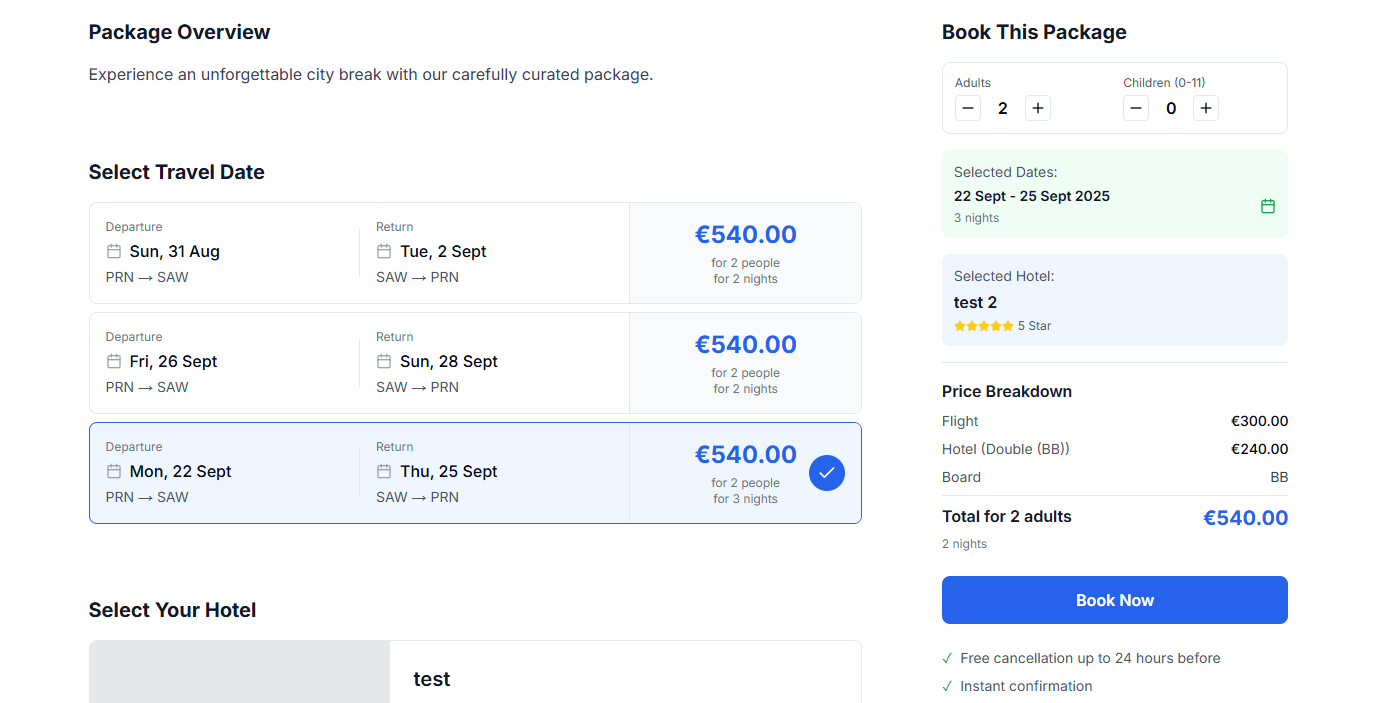 Package Overview
Experience an unforgettable city break with our carefully curated package.
Select Travel Date
Departure
Sun, 31 Aug
PRN → SAW
Return
Tue, 2 Sept
SAW → PRN
€540.00
for 2 people
for 2 nights
Departure
Fri, 26 Sept
PRN → SAW
Return
Sun, 28 Sept
SAW → PRN
€540.00
for 2 people
for 2 nights
Departure
Mon, 22 Sept
PRN → SAW
Return
Thu, 25 Sept
SAW → PRN
€540.00
for 2 people
for 3 nights
Select Your Hotel
test
Book This Package
Adults
− 2 +
Children (0-11)
− 0 +
Selected Dates:
22 Sept - 25 Sept 2025
3 nights
Selected Hotel:
test 2
5 Star
Price Breakdown
Flight €300.00
Hotel (Double (BB)) €240.00
Board BB
Total for 2 adults €540.00
2 nights
Book Now
✓ Free cancellation up to 24 hours before
✓ Instant confirmation